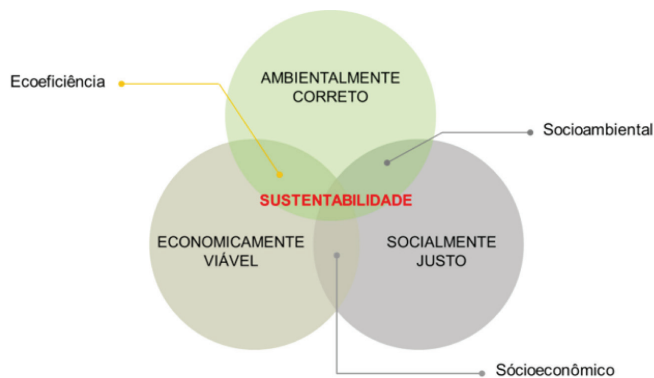 AMBIENTALMENTE
CORRETO
Ecoeficiência
Socioambiental
SUSTENTABILIDADE
ECONOMICAMENTE
VIÁVEL
SOCIALMENTE
JUSTO
Sócioeconômico